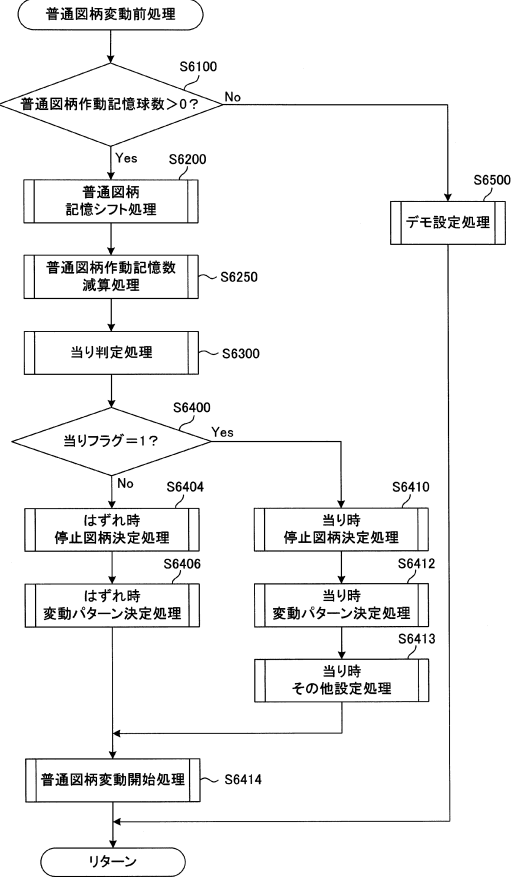 普通図柄変動前処理
S6100
普通図柄作動記憶球数>0?
No
Yes
S6200
普通図柄
記憶シフト処理
S6500
デモ設定処理
普通図柄作動記憶数
減算処理
S6250
当り判定処理
S6300
S6400
当りフラグ=1?
Yes
No
S6404
はずれ時
停止図柄決定処理
S6410
当り時
停止図柄決定処理
S6406
はずれ時
変動パターン決定処理
S6412
当り時
変動パターン決定処理
S6413
当り時
その他設定処理
普通図柄変動開始処理
S6414
リターン